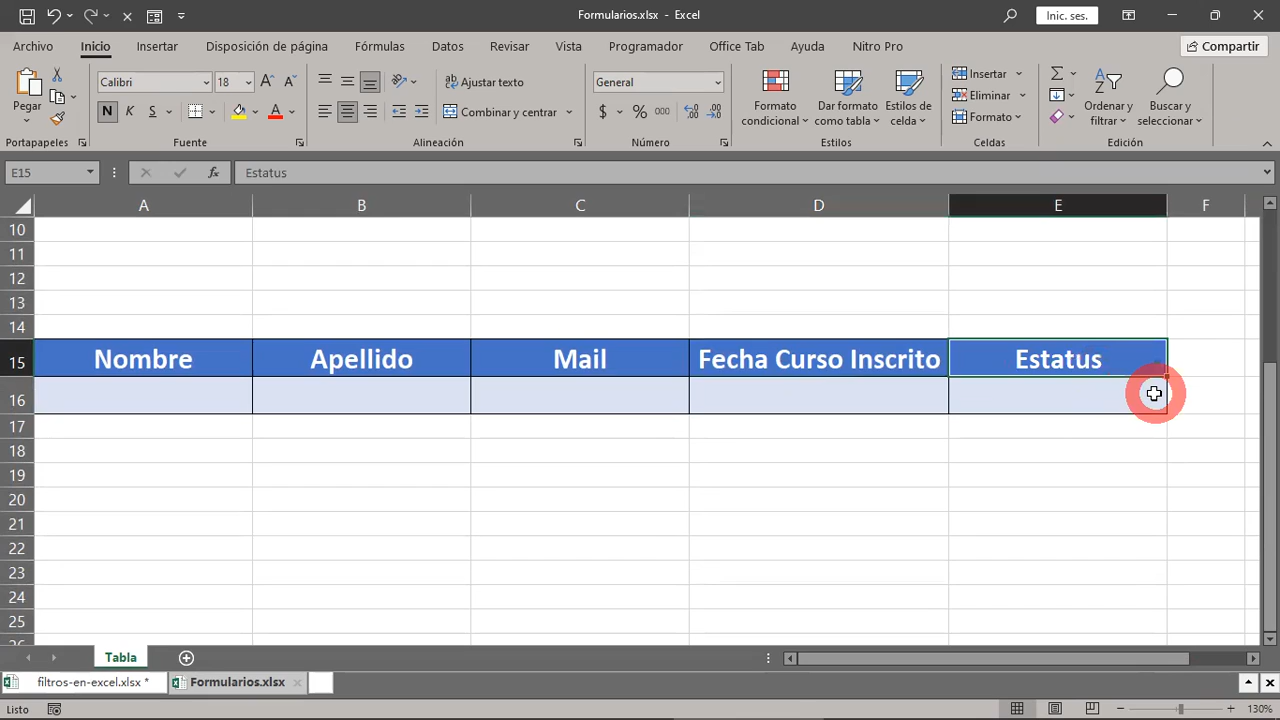 Formularios.xlsx - Excel
Inic. ses.
Archivo Inicio Insertar Disposición de página Fórmulas Datos Revisar Vista Programador Office Tab Ayuda Nitro Pro Compartir
Pegar
Calibri 18
N K S
Ajustar texto
Combinar y centrar
General
$ % 000
Formato condicional
Dar formato como tabla
Estilos de celda
Insertar
Eliminar
Formato
Ordenar y filtrar
Buscar y seleccionar
Portapapeles Fuente Alineación Número Estilos Celdas Edición
E15 fx Estatus
A B C D E F
10
11
12
13
14
15 Nombre Apellido Mail Fecha Curso Inscrito Estatus
16
17
18
19
20
21
22
23
24
25
26
Tabla
filtros-en-excel.xlsx * Formularios.xlsx
Listo 130%